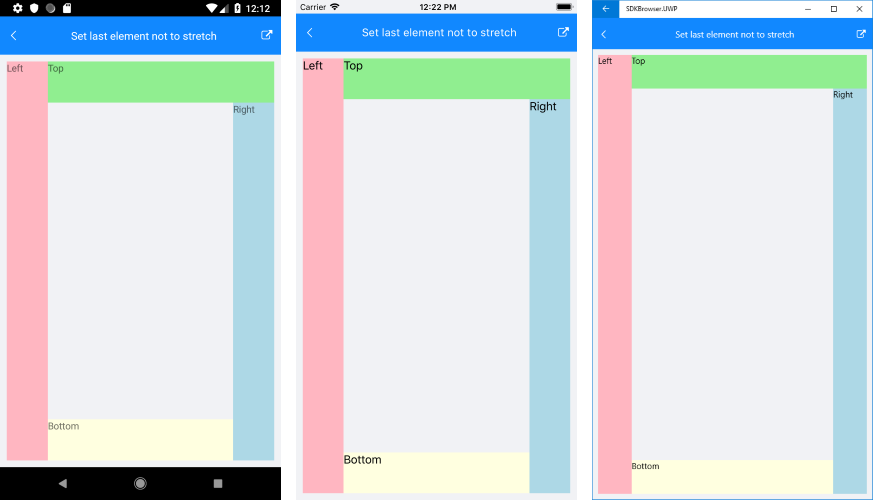 12:12
Set last element not to stretch
Left
Top
Right
Bottom
Carrier
12:22 PM
Set last element not to stretch
Left
Top
Right
Bottom
SDKBrowser.UWP
Set last element not to stretch
Left
Top
Right
Bottom